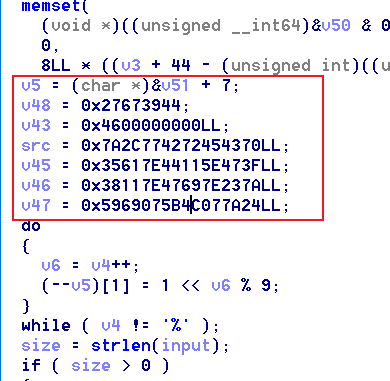 memset(
(void *)((unsigned __int64)&v50 & 0
0,
8LL * ((v3 + 44 - (unsigned int)((u
v5 = (char *)&v51 + 7;
v48 = 0x27673944;
v43 = 0x4600000000LL;
src = 0x7A2C774272454370LL;
v45 = 0x35617E44115E473FLL;
v46 = 0x38117E47697E237ALL;
v47 = 0x5969075B4C077A24LL;
do
{
v6 = v4++;
(--v5)[1] = 1 << v6 % 9;
}
while ( v4 != '%' );
size = strlen(input);
if ( size > 0 )